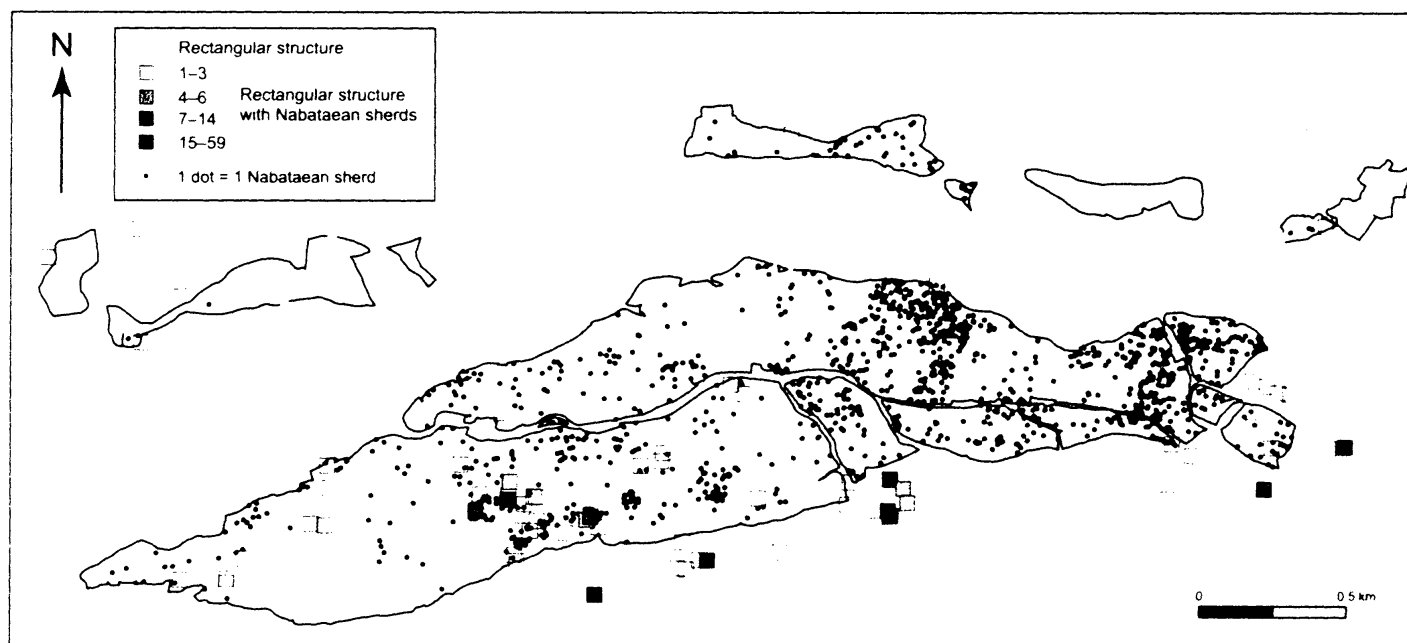 N
Rectangular structure
1–3
4–6
Rectangular structure
with Nabataean sherds
7–14
15–59
1 dot = 1 Nabataean sherd
0
0 5 km